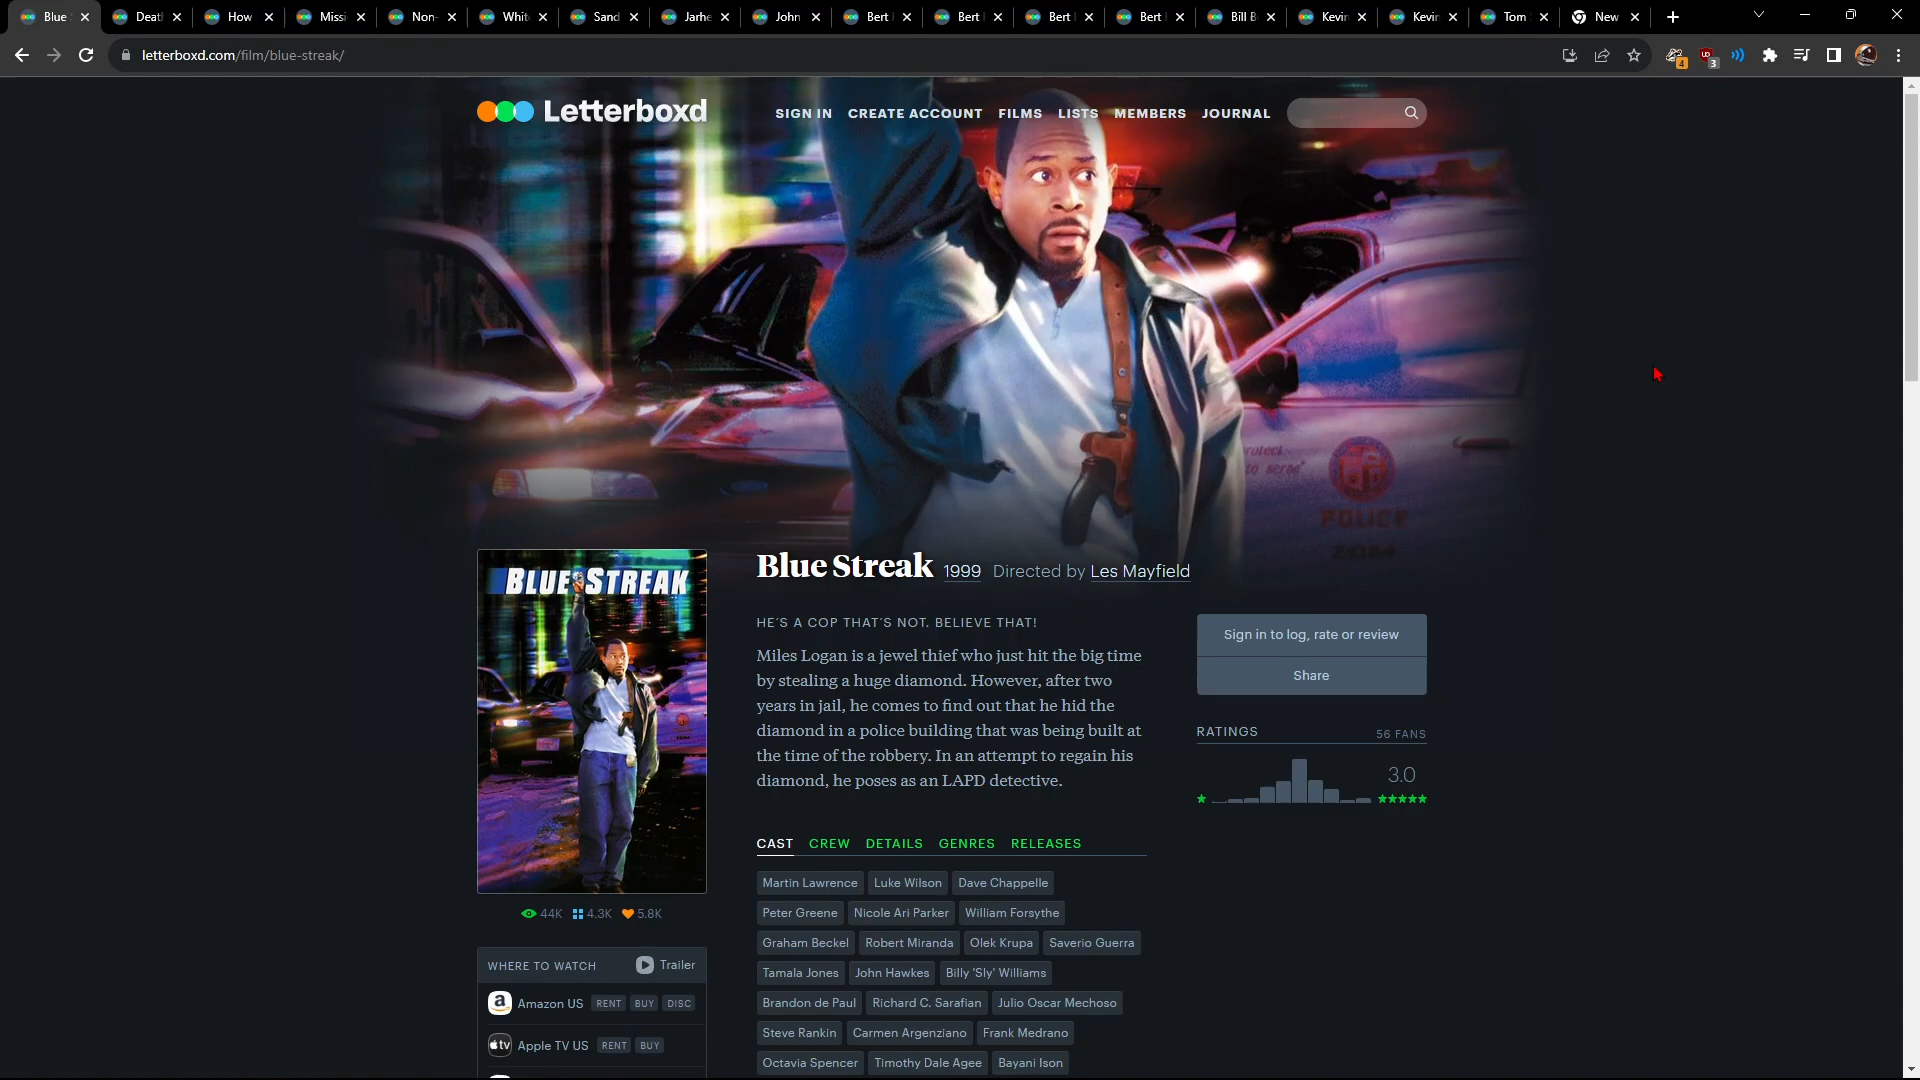 Blue
Deat
How
Missi
Non-
Whit
Sand
Jarhe
John
Bert
Bert
Bert
Bert
Bill B
Kevin
Kevin
Tom
New
letterboxd.com/film/blue-streak/
4
3
Letterboxd
SIGN IN CREATE ACCOUNT FILMS LISTS MEMBERS JOURNAL
to serve"
POLICE
Blue Streak 1999 Directed by Les Mayfield
BLUE STREAK
HE'S A COP THAT'S NOT. BELIEVE THAT!
Miles Logan is a jewel thief who just hit the big time
by stealing a huge diamond. However, after two
years in jail, he comes to find out that he hid the
diamond in a police building that was being built at
the time of the robbery. In an attempt to regain his
diamond, he poses as an LAPD detective.
Sign in to log, rate or review
Share
RATINGS 56 FANS
3.0
CAST CREW DETAILS GENRES RELEASES
Martin Lawrence Luke Wilson Dave Chappelle
Peter Greene Nicole Ari Parker William Forsythe
Graham Beckel Robert Miranda Olek Krupa Saverio Guerra
Tamala Jones John Hawkes Billy 'Sly' Williams
Brandon de Paul Richard C. Sarafian Julio Oscar Mechoso
Steve Rankin Carmen Argenziano Frank Medrano
Octavia Spencer Timothy Dale Agee Bayani Ison
44K 4.3K 5.8K
WHERE TO WATCH Trailer
Amazon US RENT BUY DISC
tv Apple TV US RENT BUY